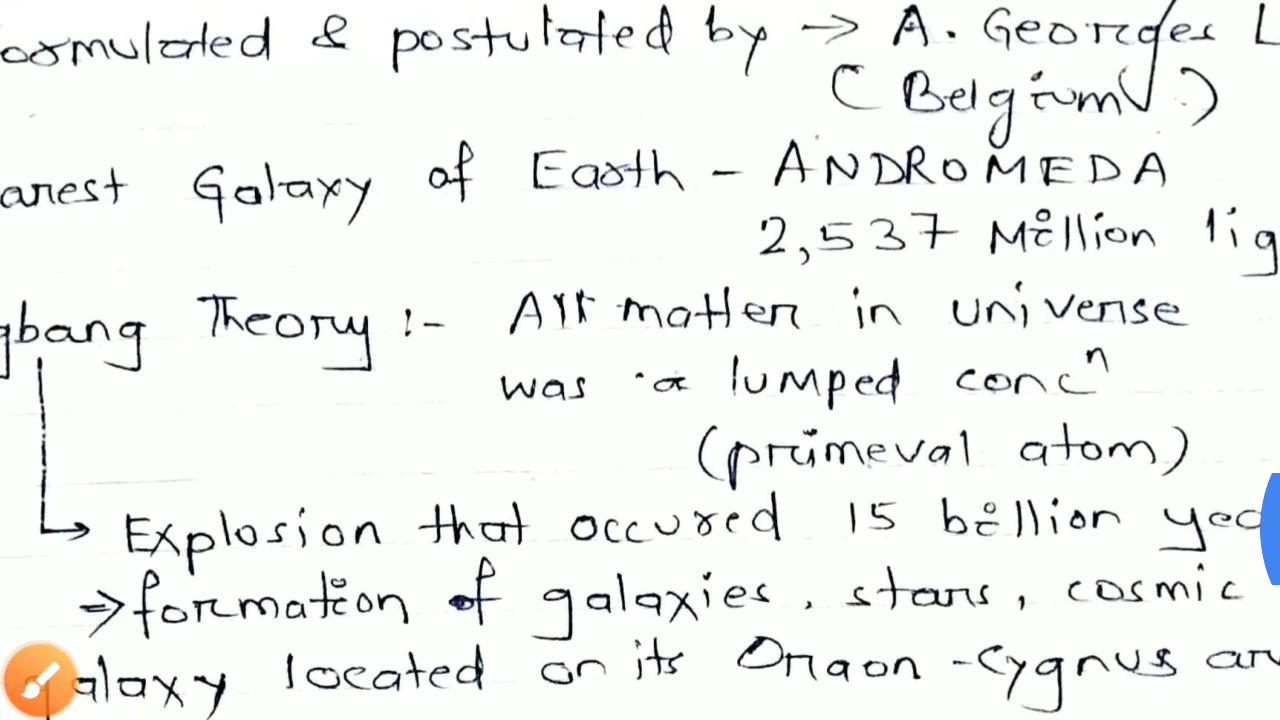 ormulated & postulated by → A. Georges L
(Belgium)
arest Galaxy of Earth - ANDROMEDA
2,537 Million lig
gbang Theory :- All matter in universe
was a lumped concⁿ
(primeval atom)
→ Explosion that occured 15 billion yea
⇒ formation of galaxies, stars, cosmic
galaxy located on its Oraon-Cygnus ar